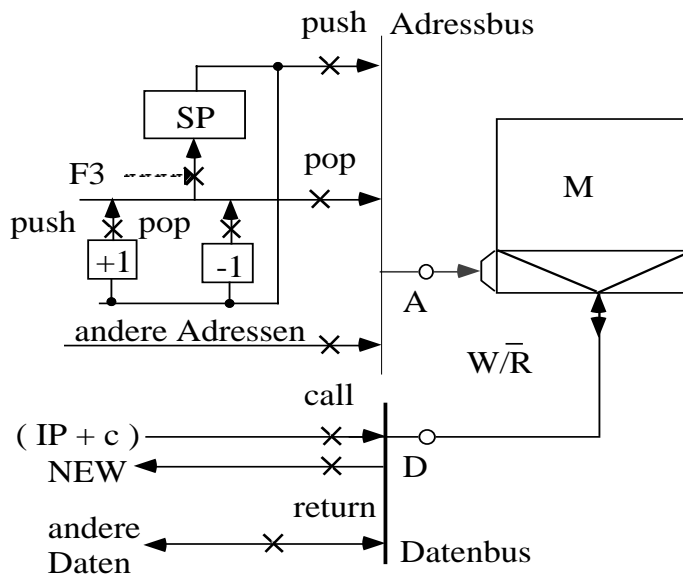 push Adressbus
SP
F3 pop M
push pop
+1 -1
A
andere Adressen
W/R̅
call
( IP + c )
NEW D
return
andere
Daten Datenbus